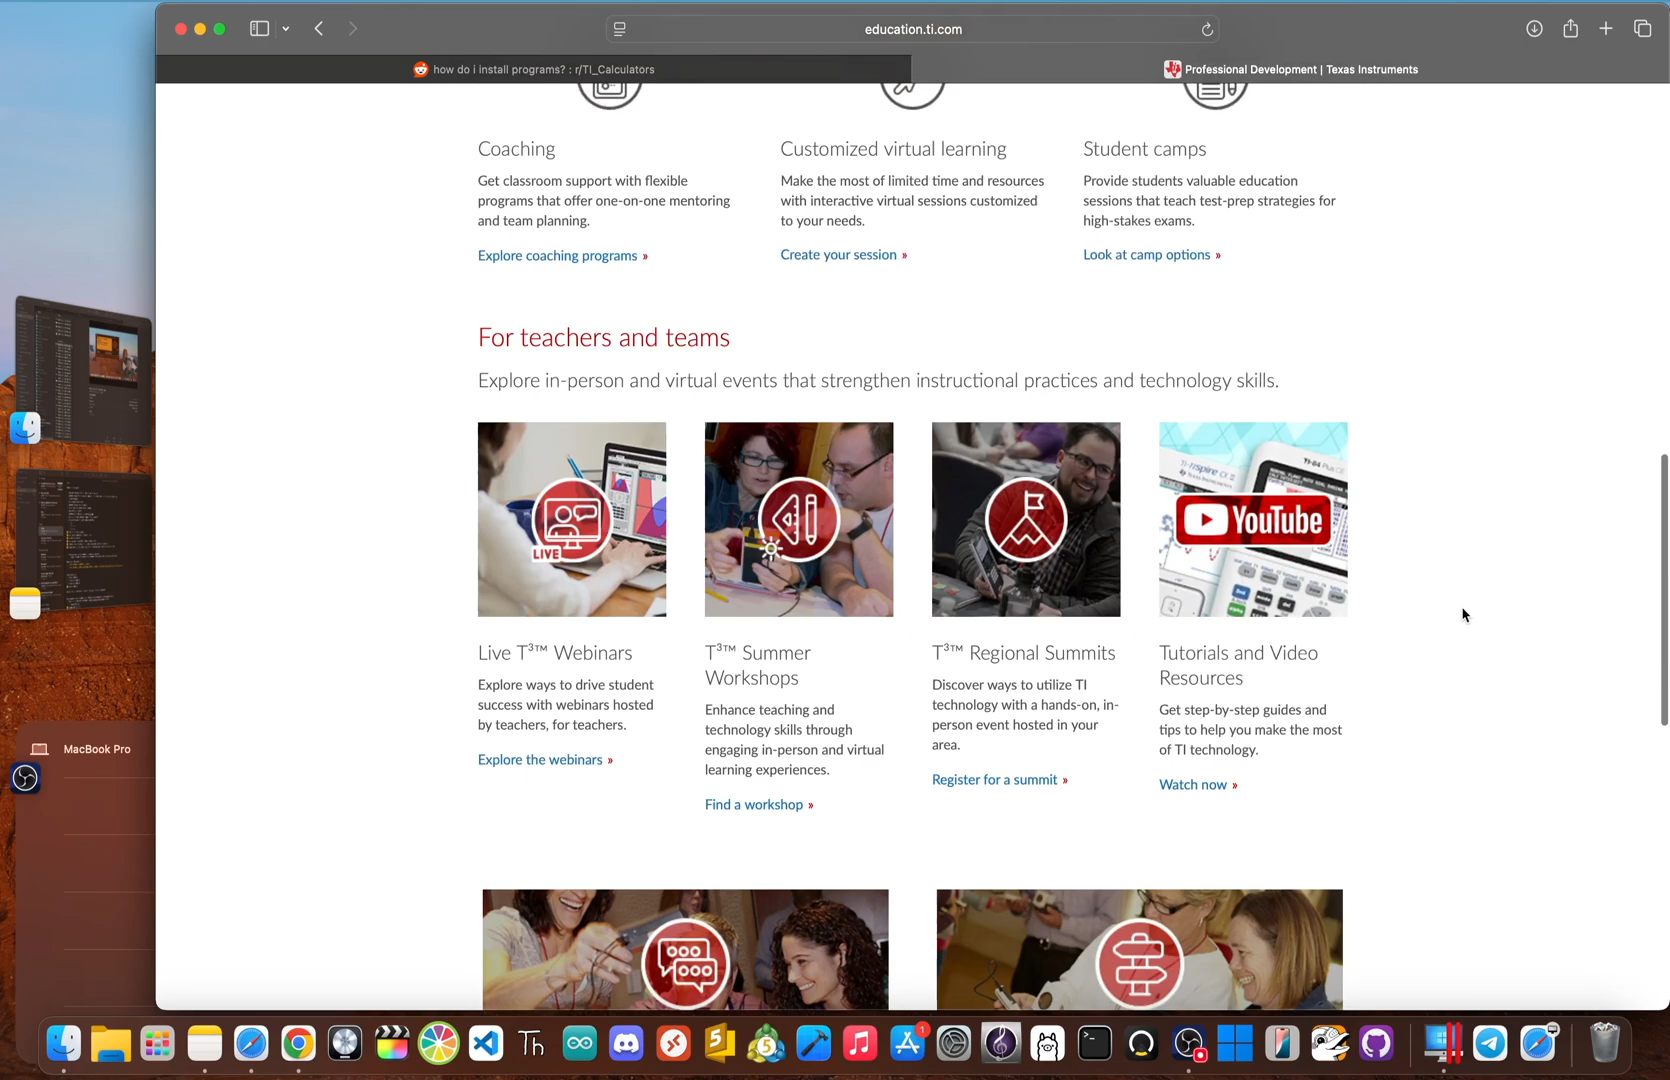 education.ti.com
how do i install programs? : r/TI_Calculators
Professional Development | Texas Instruments
Coaching
Get classroom support with flexible
programs that offer one-on-one mentoring
and team planning.
Explore coaching programs »
Customized virtual learning
Make the most of limited time and resources
with interactive virtual sessions customized
to your needs.
Create your session »
Student camps
Provide students valuable education
sessions that teach test-prep strategies for
high-stakes exams.
Look at camp options »
For teachers and teams
Explore in-person and virtual events that strengthen instructional practices and technology skills.
LIVE
YouTube
Live T³™ Webinars
Explore ways to drive student
success with webinars hosted
by teachers, for teachers.
Explore the webinars »
T³™ Summer
Workshops
Enhance teaching and
technology skills through
engaging in-person and virtual
learning experiences.
Find a workshop »
T³™ Regional Summits
Discover ways to utilize TI
technology with a hands-on, in-
person event hosted in your
area.
Register for a summit »
Tutorials and Video
Resources
Get step-by-step guides and
tips to help you make the most
of TI technology.
Watch now »
MacBook Pro
Th
5
5
1